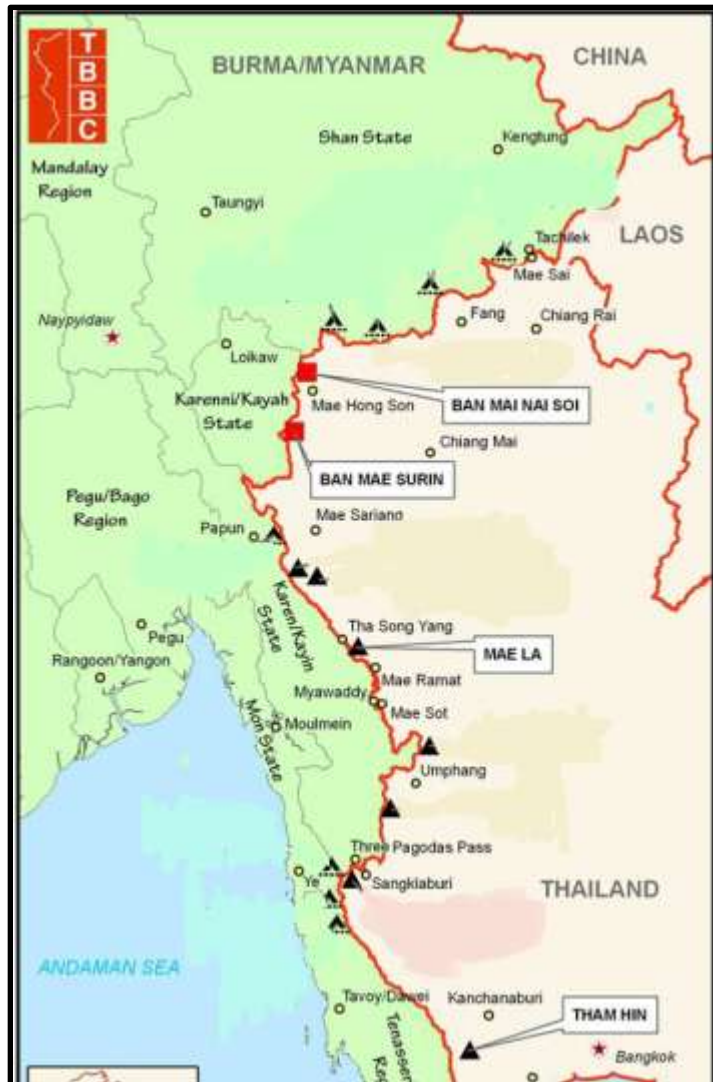 T
B
B
C
BURMA/MYANMAR
CHINA
Shan State
Kengtung
Mandalay
Region
Taungyi
LAOS
Tachilek
Mae Sai
Naypyidaw
Fang
Chiang Rai
Loikaw
Karenni/Kayah
State
Mae Hong Son
BAN MAI NAI SOI
Chiang Mai
BAN MAE SURIN
Pegu/Bago
Region
Papun
Mae Sariano
Karen/Kayin
State
Tha Song Yang
Pegu
MAE LA
Rangoon/Yangon
Mae Ramat
Myawaddy
Mae Sot
Moulmein
Mon State
Umphang
Three Pagodas Pass
Ye
Sangklaburi
THAILAND
ANDAMAN SEA
Tavoy/Dawei
Kanchanaburi
THAM HIN
Bangkok